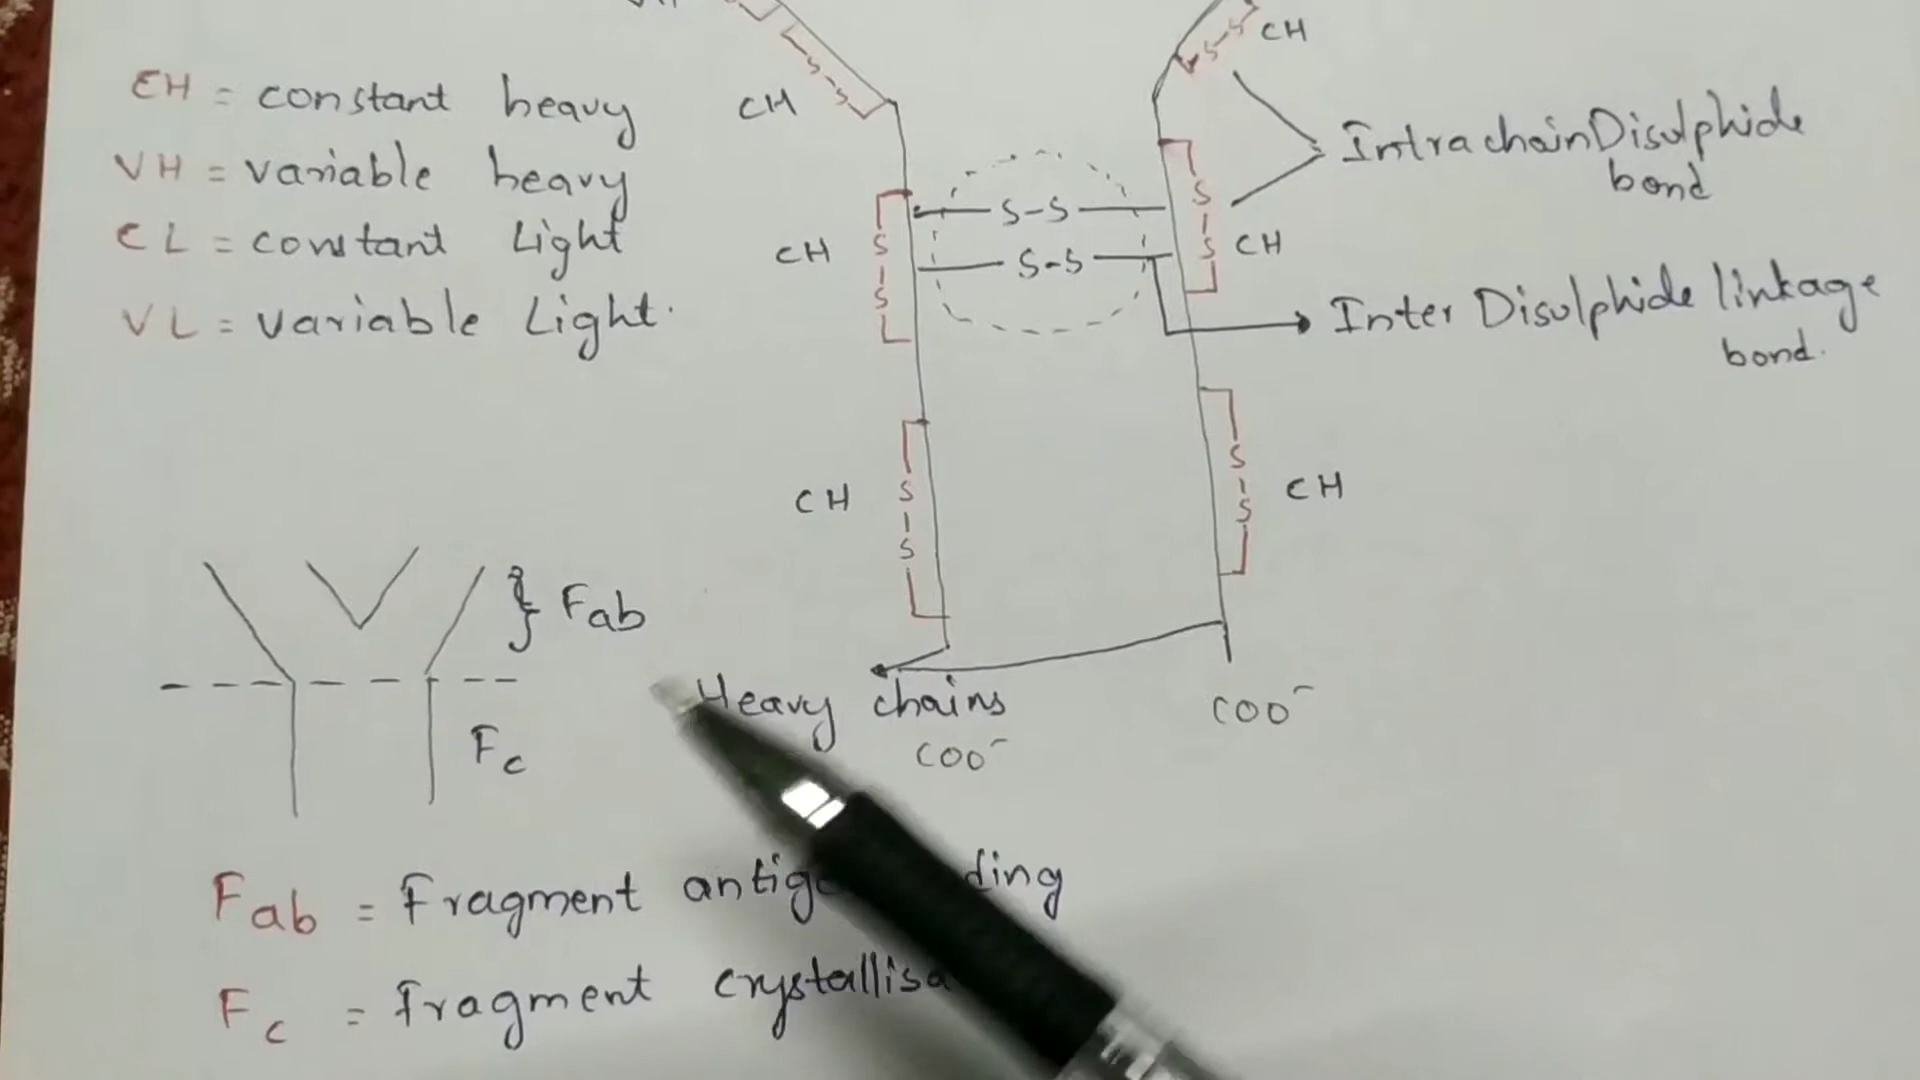 CH
CH = constant heavy
CH
Intrachain Disulphide
bond
VH = variable heavy
S-S
S-S
S-S
S-S
CL = constant Light
CH
S-S
S-S
S-S
CH
VL = variable Light.
Inter Disulphide linkage
bond.
CH
S-S
S-S
CH
Fab
Heavy chains
COO-
COO-
Fc
Fab = Fragment
Fc = Fragment